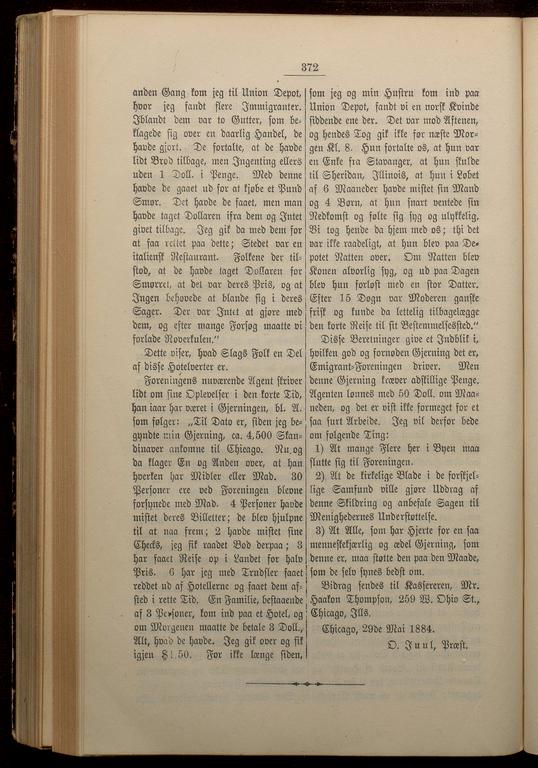 372
anden Gang kom jeg til Union Depot,
hvor jeg fandt flere Immigranter.
Iblandt dem var to Gutter, som be-
klagede sig over en daarlig Handel, de
havde gjort. De fortalte, at de havde
lidt Brød tilbage, men Ingenting ellers
uden 1 Doll. i Penge. Med denne
havde de gaaet ud for at kjøbe et Pund
Smør. Det havde de faaet, men man
havde taget Dollaren ifra dem og Intet
givet tilbage. Jeg gik da med dem for
at faa rettet paa dette; Stedet var en
italiensk Restaurant. Folkene der til-
stod, at de havde taget Dollaren for
Smørret, at det var deres Pris, og at
Ingen behøvede at blande sig i deres
Sager. Der var Intet at gjøre med
dem, og efter mange Forsøg maatte vi
forlade Røverkulen."
Dette viser, hvad Slags Folk en Del
af disse Hotelverter er.
Foreningens nuværende Agent skriver
lidt om sine Oplevelser i den korte Tid,
han iaar har været i Gjerningen, bl. A.
som følger: „Til Dato er, siden jeg be-
gyndte min Gjerning, ca. 4,500 Skan-
dinaver ankomne til Chicago. Nu og
da klager En og Anden over, at han
hverken har Midler eller Mad. 30
Personer ere ved Foreningen blevne
forsynede med Mad. 4 Personer havde
mistet deres Billetter; de blev hjulpne
til at naa frem; 2 havde mistet sine
Checks, jeg fik raadet Bod derpaa; 3
har faaet Reise op i Landet for halv
Pris. 6 har jeg med Trudsler faaet
reddet ud af Hotellerne og faaet dem af-
sted i rette Tid. En Familie, bestaaende
af 3 Personer, kom ind paa et Hotel, og
om Morgenen maatte de betale 3 Doll.,
Alt, hvad de havde. Jeg gik over og fik
igjen $1.50. For ikke længe siden,
som jeg og min Hustru kom ind paa
Union Depot, fandt vi en norsk Kvinde
siddende ene der. Det var mod Aftenen,
og hendes Tog gik ikke før næste Mor-
gen Kl. 8. Hun fortalte os, at hun var
en Enke fra Stavanger, at hun skulde
til Sheridan, Illinois, at hun i Løbet
af 6 Maaneder havde mistet sin Mand
og 4 Børn, at hun snart ventede sin
Nedkomst og følte sig syg og ulykkelig.
Vi tog hende da hjem med os; thi det
var ikke raadeligt, at hun blev paa De-
potet Natten over. Om Natten blev
Konen alvorlig syg, og ud paa Dagen
blev hun forløst med en stor Datter.
Efter 15 Døgn var Moderen ganske
frisk og kunde da lettelig tilbagelægge
den korte Reise til sit Bestemmelsessted."
Disse Beretninger give et Indblik i,
hvilken god og fornøden Gjerning det er,
Emigrant-Foreningen driver. Men
denne Gjerning kræver adskillige Penge.
Agenten lønnes med 50 Doll. om Maa-
neden, og det er vist ikke formeget for et
saa surt Arbeide. Jeg vil derfor bede
om følgende Ting:
1) At mange Flere her i Byen maa
slutte sig til Foreningen.
2) At de kirkelige Blade i de forskjel-
lige Samfund ville gjøre Uddrag af
denne Skildring og anbefale Sagen til
Menighedernes Understøttelse.
3) At Alle, som har Hjerte for en saa
menneskekjærlig og ædel Gjerning, som
denne er, maa støtte den paa den Maade,
som de selv synes bedst om.
Bidrag sendes til Kassereren, Mr.
Haakon Thompson, 259 W. Ohio St.,
Chicago, Ills.
Chicago, 29de Mai 1884.
O. Juul, Præst.